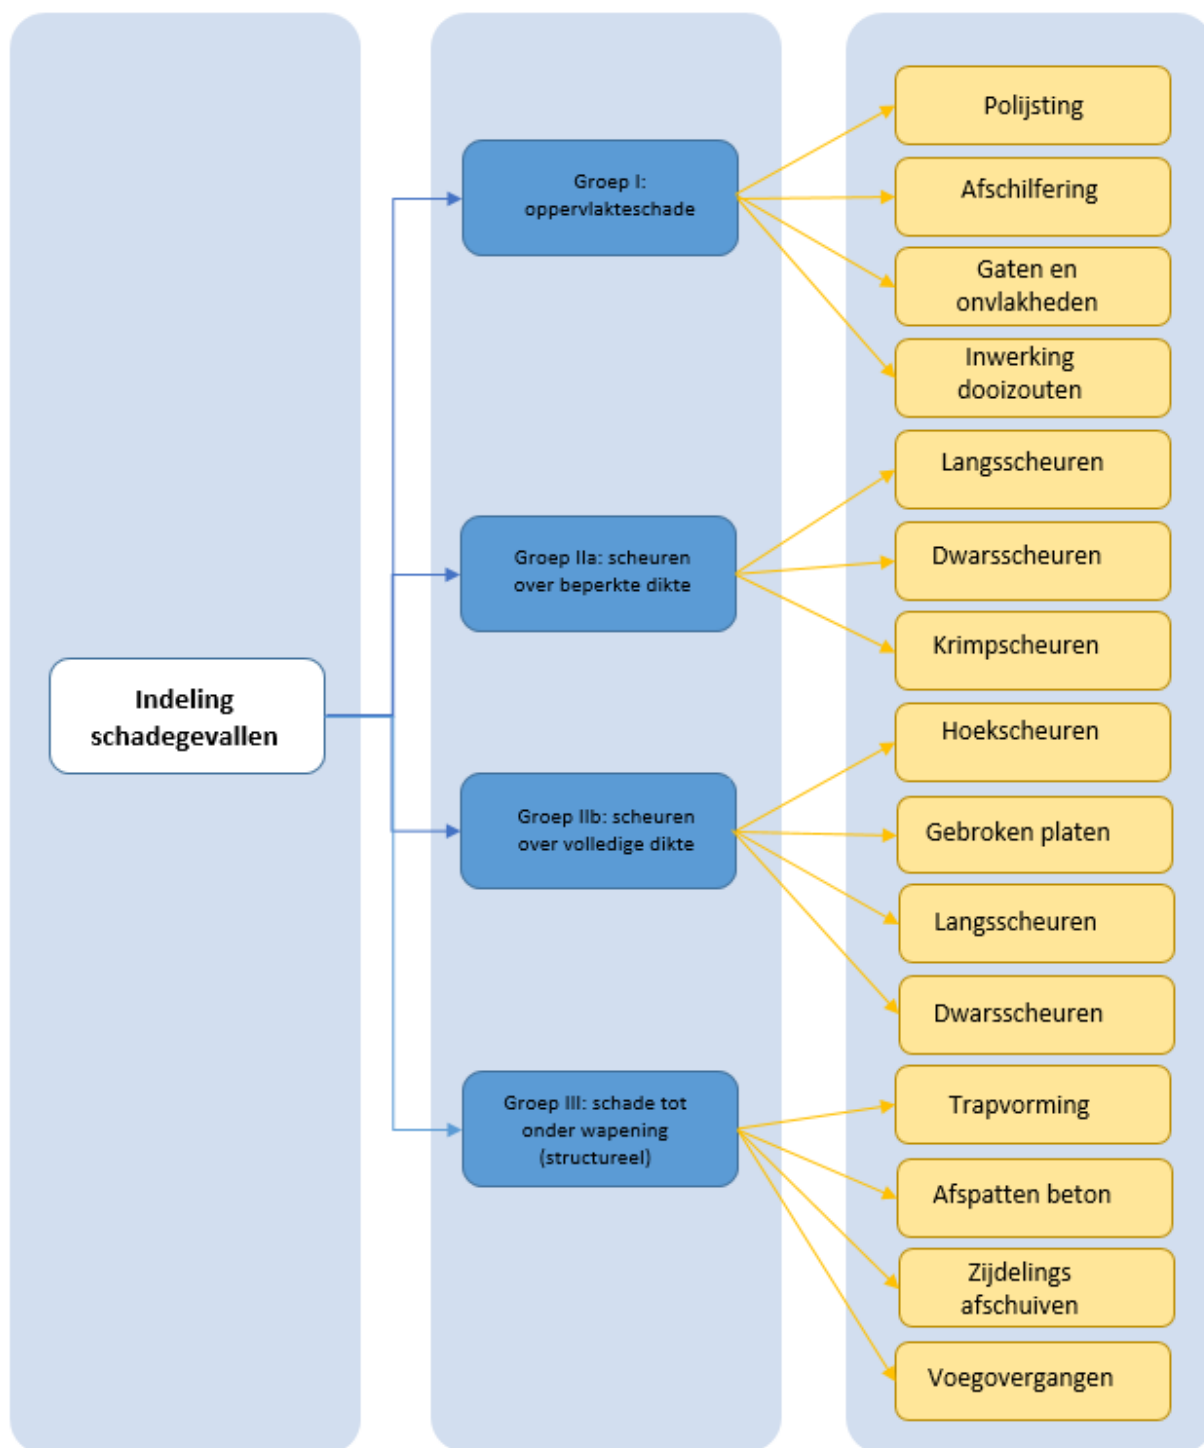 Indeling
schadegevallen
Groep I:
oppervlakteschade
Groep IIa: scheuren
over beperkte dikte
Groep IIb: scheuren
over volledige dikte
Groep III: schade tot
onder wapening
(structureel)
Polijsting
Afschilfering
Gaten en
onvlakheden
Inwerking
dooizouten
Langsscheuren
Dwarsscheuren
Krimpscheuren
Hoekscheuren
Gebroken platen
Langsscheuren
Dwarsscheuren
Trapvorming
Afspatten beton
Zijdelings
afschuiven
Voegovergangen